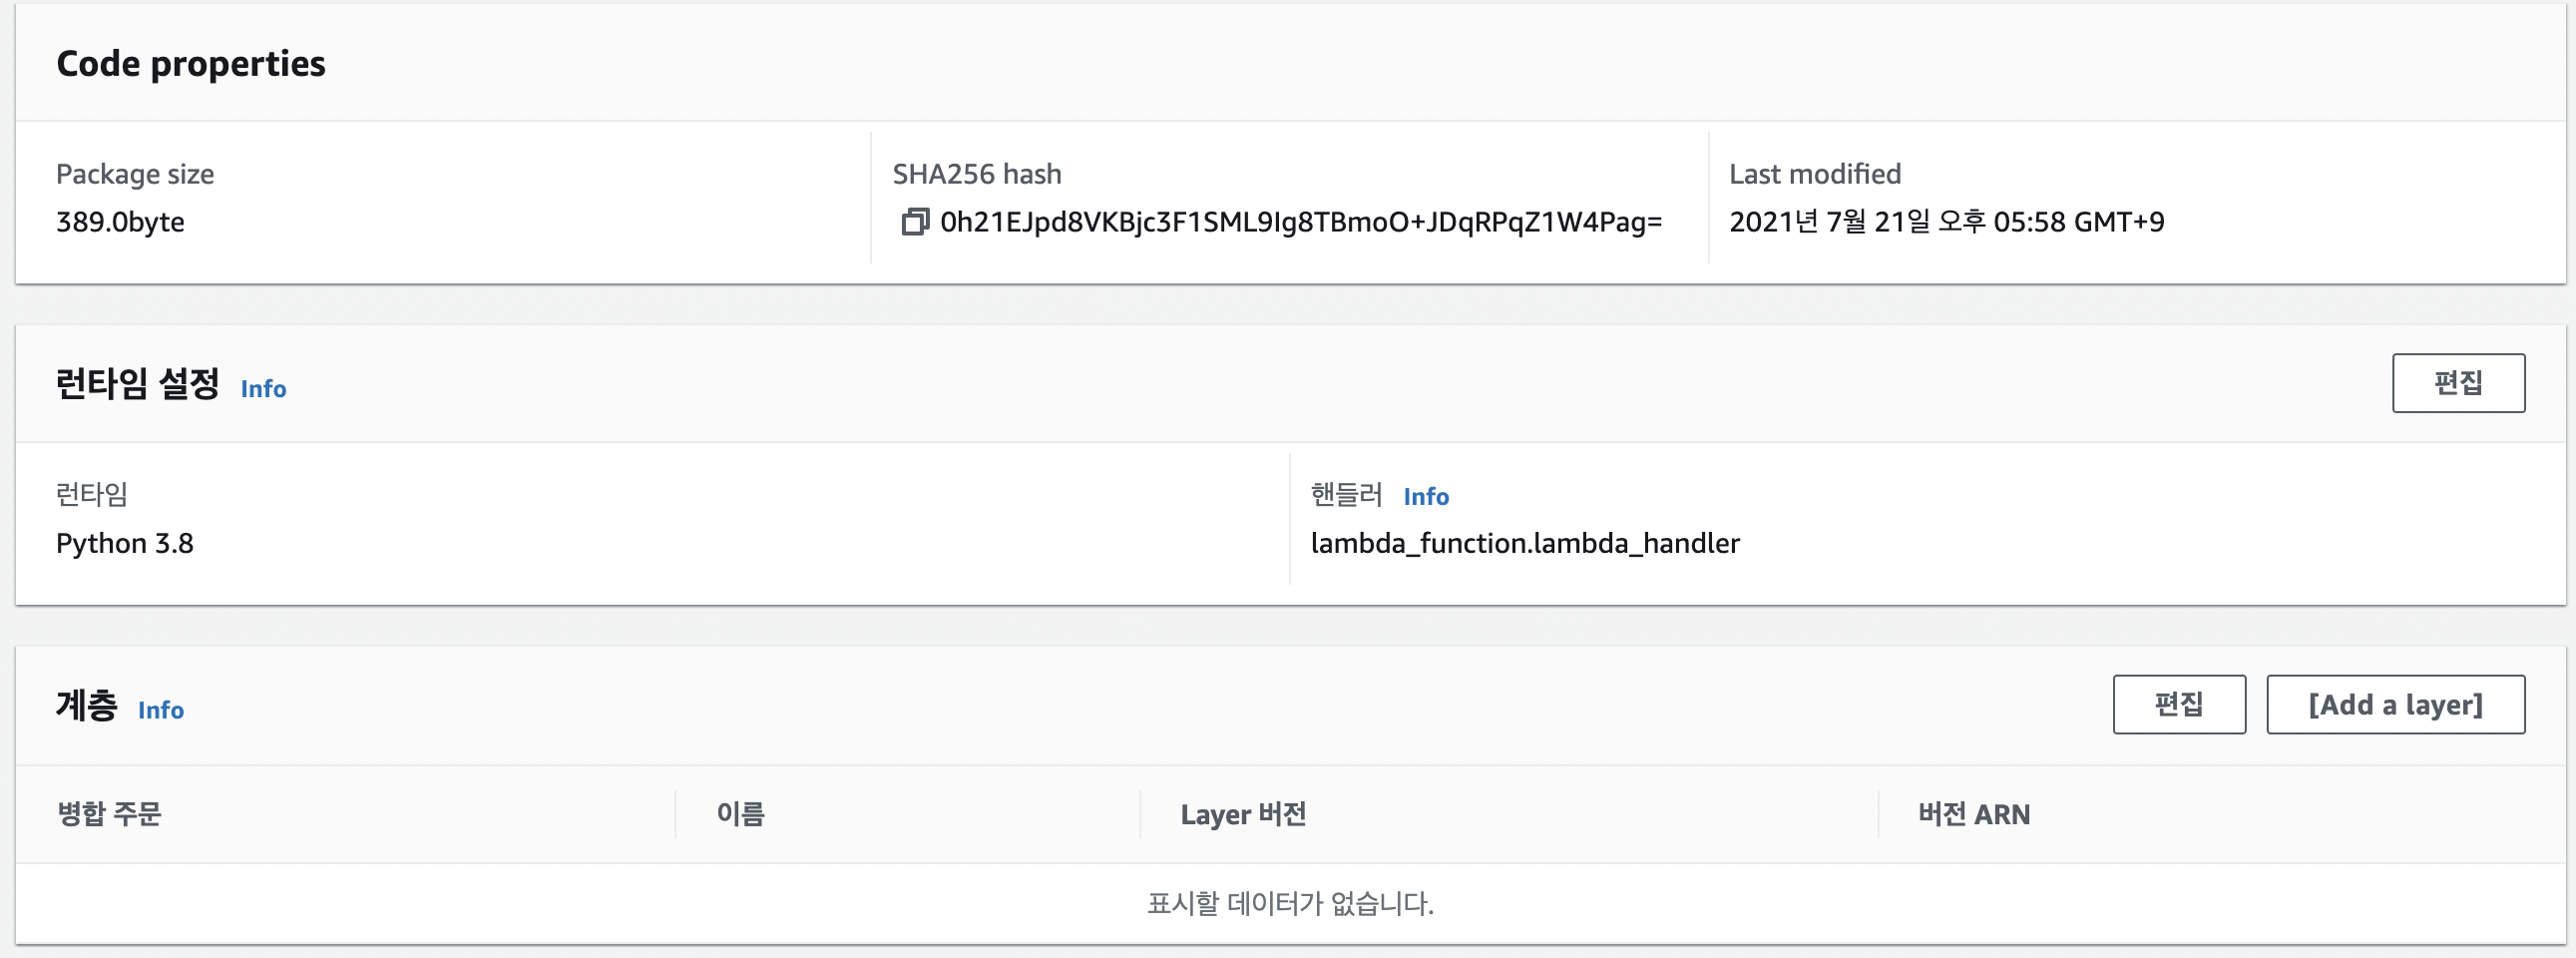 Code properties
Package size
SHA256 hash
Last modified
389.0byte
0h21EJpd8VKBjc3F1SML9Ig8TBmoO+JDqRPqZ1W4Pag=
2021년 7월 21일 오후 05:58 GMT+9
런타임 설정 Info
편집
런타임
핸들러 Info
Python 3.8
lambda_function.lambda_handler
계층 Info
편집
[Add a layer]
병합 주문
이름
Layer 버전
버전 ARN
표시할 데이터가 없습니다.